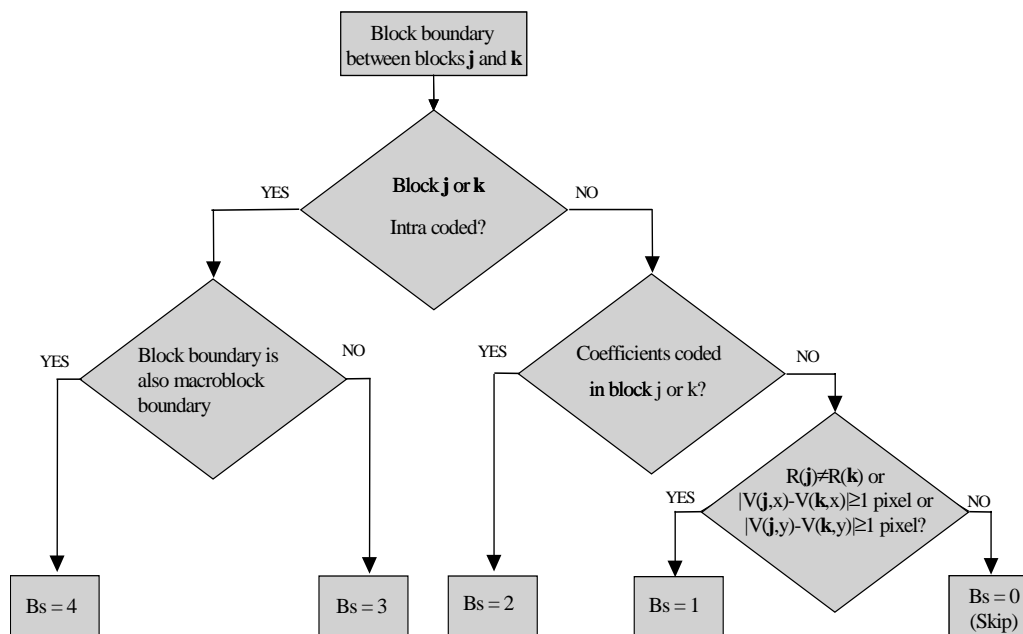 Block boundary
between blocks j and k
YES
Block j or k
NO
Intra coded?
YES
Block boundary is
also macroblock
boundary
NO
YES
Coefficients coded
in block j or k?
NO
YES
R(j)≠R(k) or
|V(j,x)-V(k,x)|≥1 pixel or
|V(j,y)-V(k,y)|≥1 pixel?
NO
Bs = 4
Bs = 3
Bs = 2
Bs = 1
Bs = 0
(Skip)